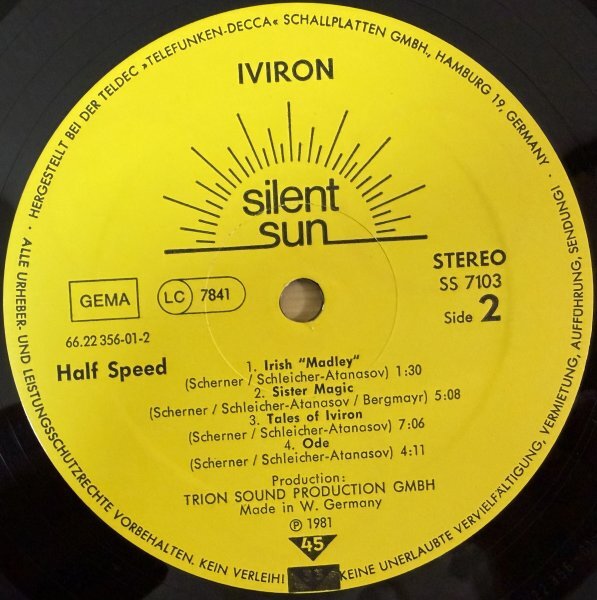 HERGESTELLT BEI DER TELDEC »TELEFUNKEN-DECCA« SCHALLPLATTEN GMBH., HAMBURG 19, GERMANY ·
IVIRON
silent
sun
STEREO
SS 7103
Side 2
GEMA
LC 7841
66.22 356-01-2
Half Speed
1. Irish "Madley"
(Scherner / Schleicher-Atanasov) 1:30
2. Sister Magic
(Scherner / Schleicher-Atanasov / Bergmayr) 5:08
3. Tales of Iviron
(Scherner / Schleicher-Atanasov) 7:06
4. Ode
(Scherner / Schleicher-Atanasov) 4:11
Production:
TRION SOUND PRODUCTION GMBH
Made in W. Germany
℗ 1981
45
· ALLE URHEBER- UND LEISTUNGSSCHUTZRECHTE VORBEHALTEN. KEIN VERLEIH! KEINE UNERLAUBTE VERVIELFÄLTIGUNG, VERMIETUNG, AUFFÜHRUNG, SENDUNG! ·